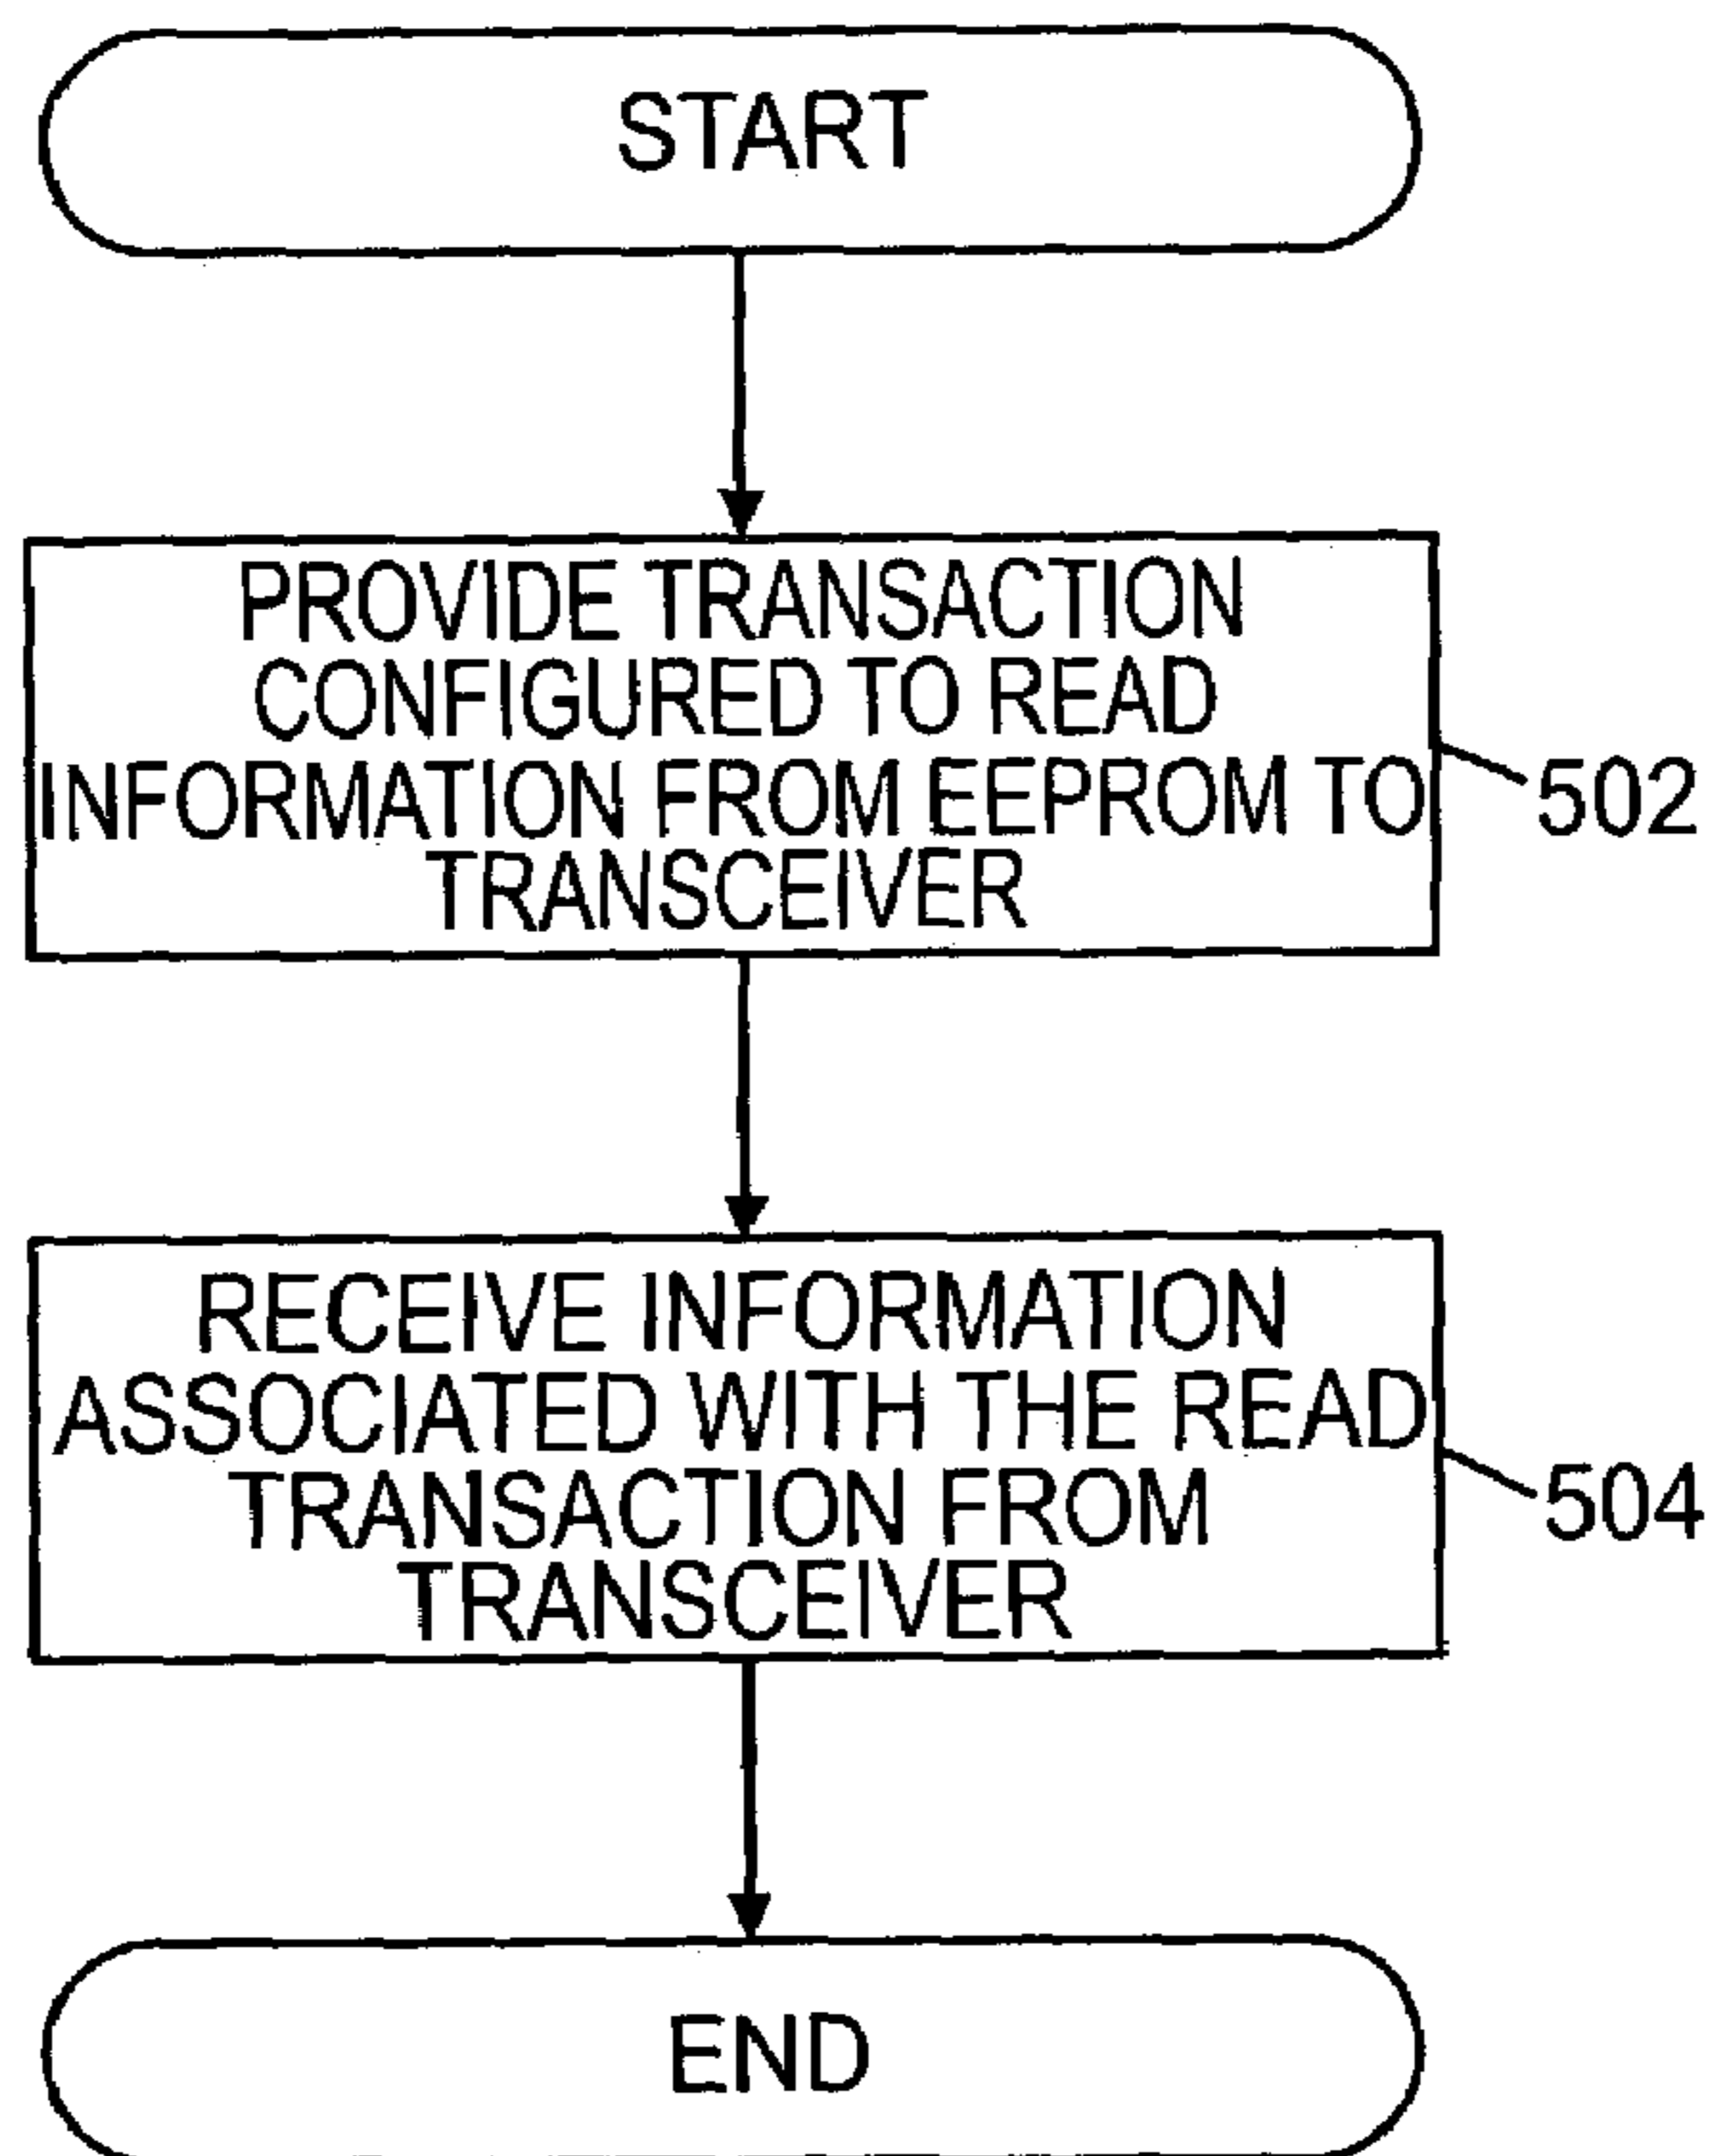 START
PROVIDE TRANSACTION
CONFIGURED TO READ
INFORMATION FROM EEPROM TO
TRANSCEIVER
502
RECEIVE INFORMATION
ASSOCIATED WITH THE READ
TRANSACTION FROM
TRANSCEIVER
504
END